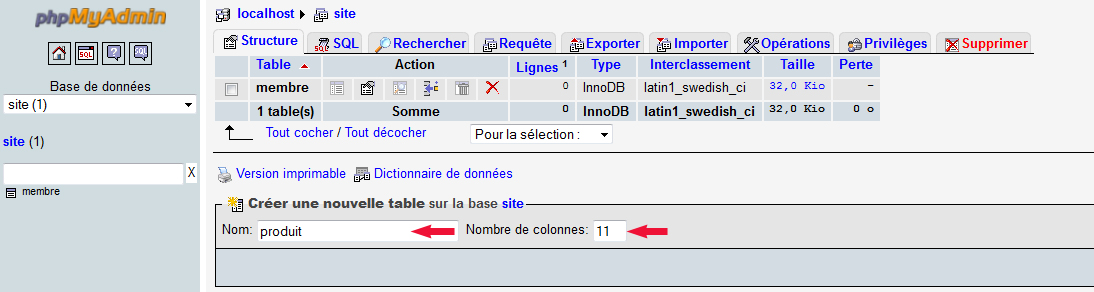 phpMyAdmin
SQL SQL
Base de données
site (1)
site (1)
X
membre
localhost site
Structure SQL Rechercher Requête Exporter Importer Opérations Privilèges Supprimer
Table Action Lignes 1 Type Interclassement Taille Perte
membre 0 InnoDB latin1_swedish_ci 32,0 Kio -
1 table(s) Somme 0 InnoDB latin1_swedish_ci 32,0 Kio 0 o
Tout cocher / Tout décocher Pour la sélection :
Version imprimable Dictionnaire de données
Créer une nouvelle table sur la base site
Nom: produit Nombre de colonnes: 11